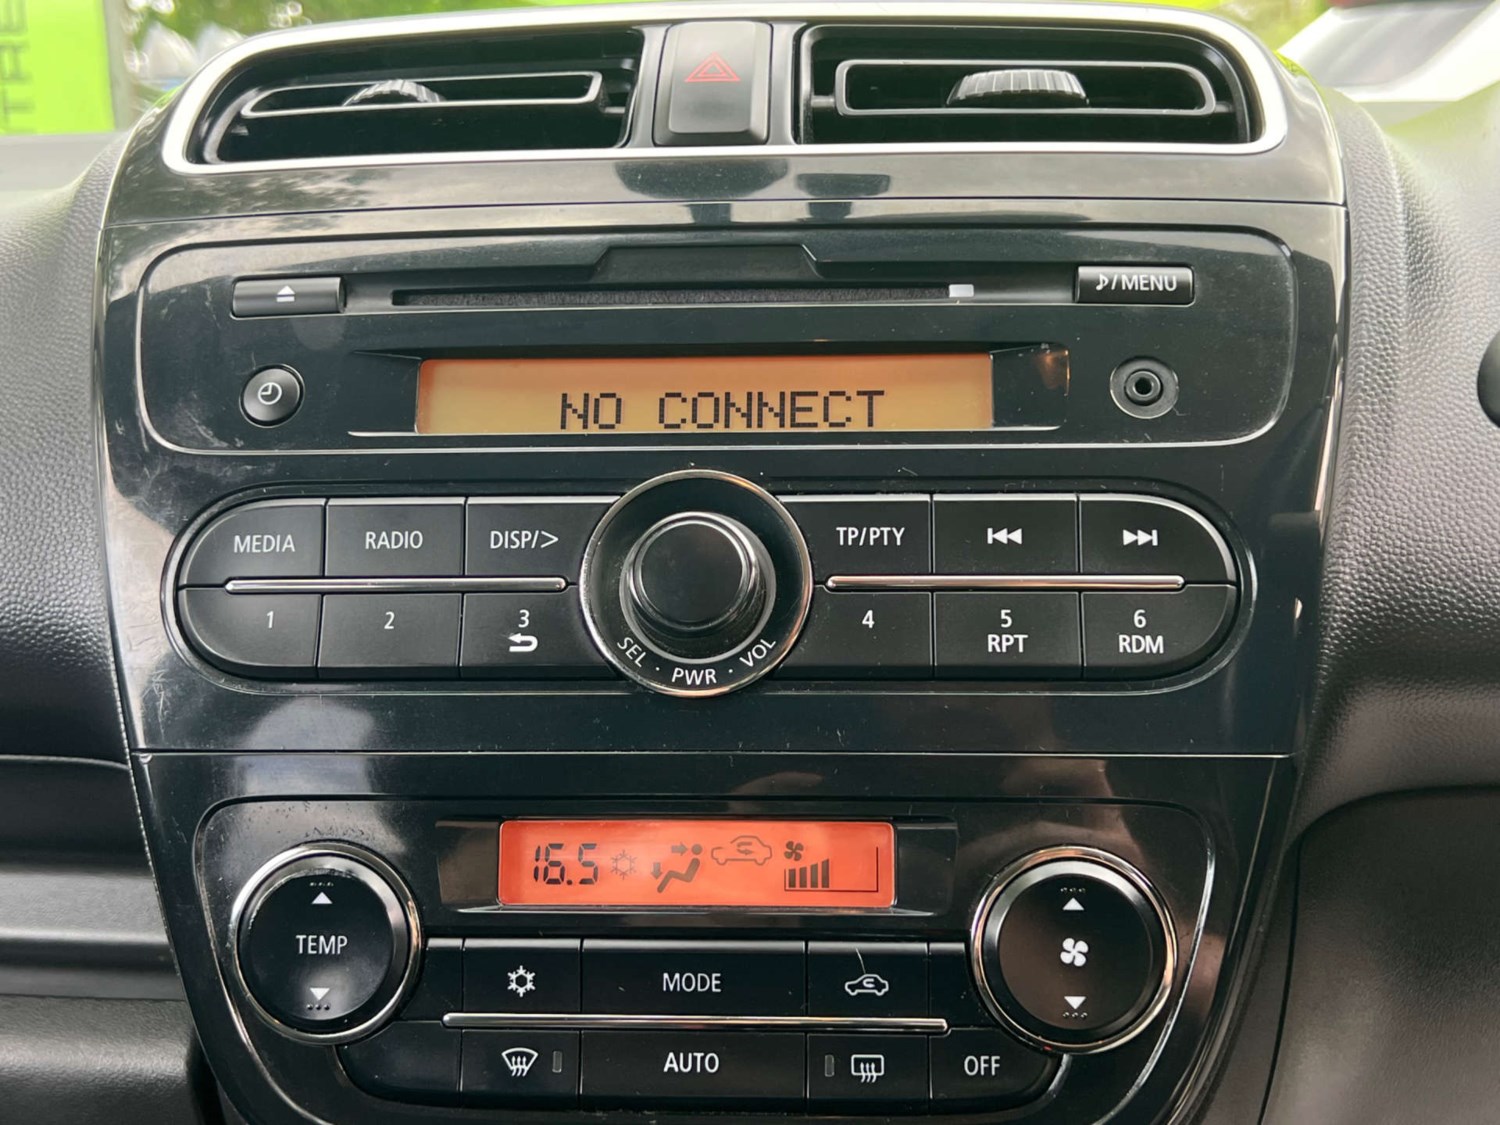 ♪/MENU
NO CONNECT
MEDIA
RADIO
DISP/>
TP/PTY
1
2
3
4
5
RPT
6
RDM
SEL · PWR · VOL
16.5
TEMP
MODE
AUTO
OFF